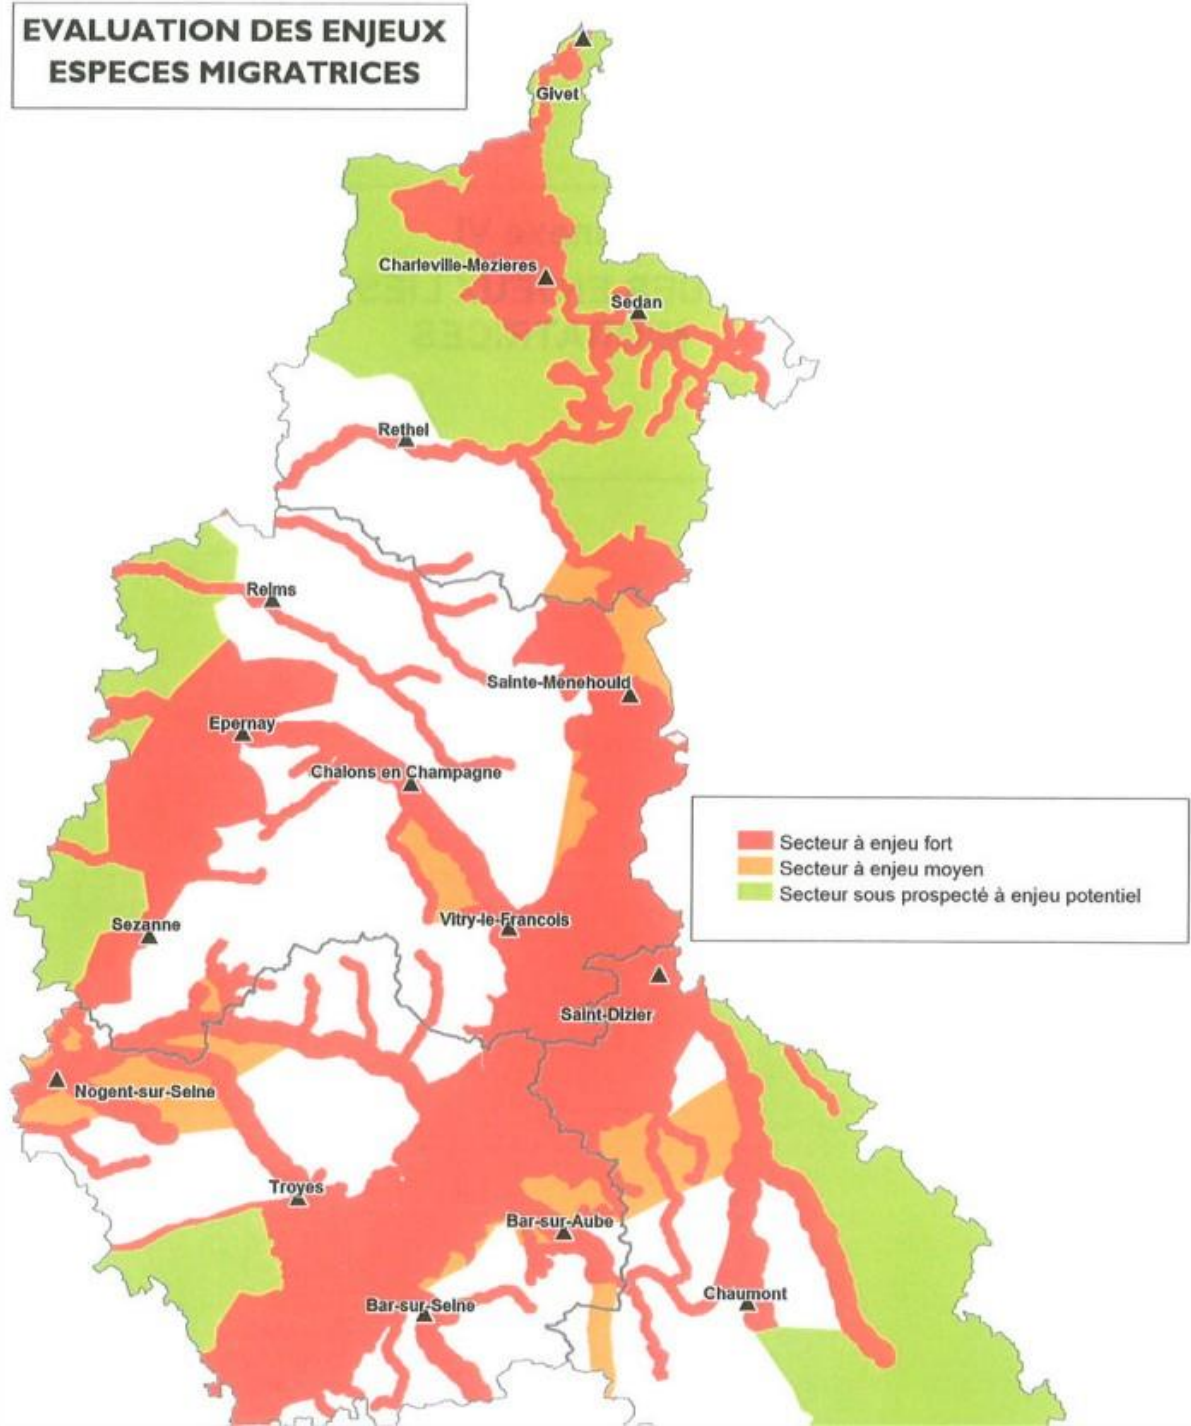 EVALUATION DES ENJEUX
ESPECES MIGRATRICES
Givet
Charleville-Mezieres
Sedan
Rethel
Reims
Sainte-Menehould
Epernay
Chalons en Champagne
Secteur à enjeu fort
Secteur à enjeu moyen
Secteur sous prospecté à enjeu potentiel
Vitry-le-Francois
Sezanne
Saint-Dizier
Nogent-sur-Seine
Troyes
Bar-sur-Aube
Chaumont
Bar-sur-Seine